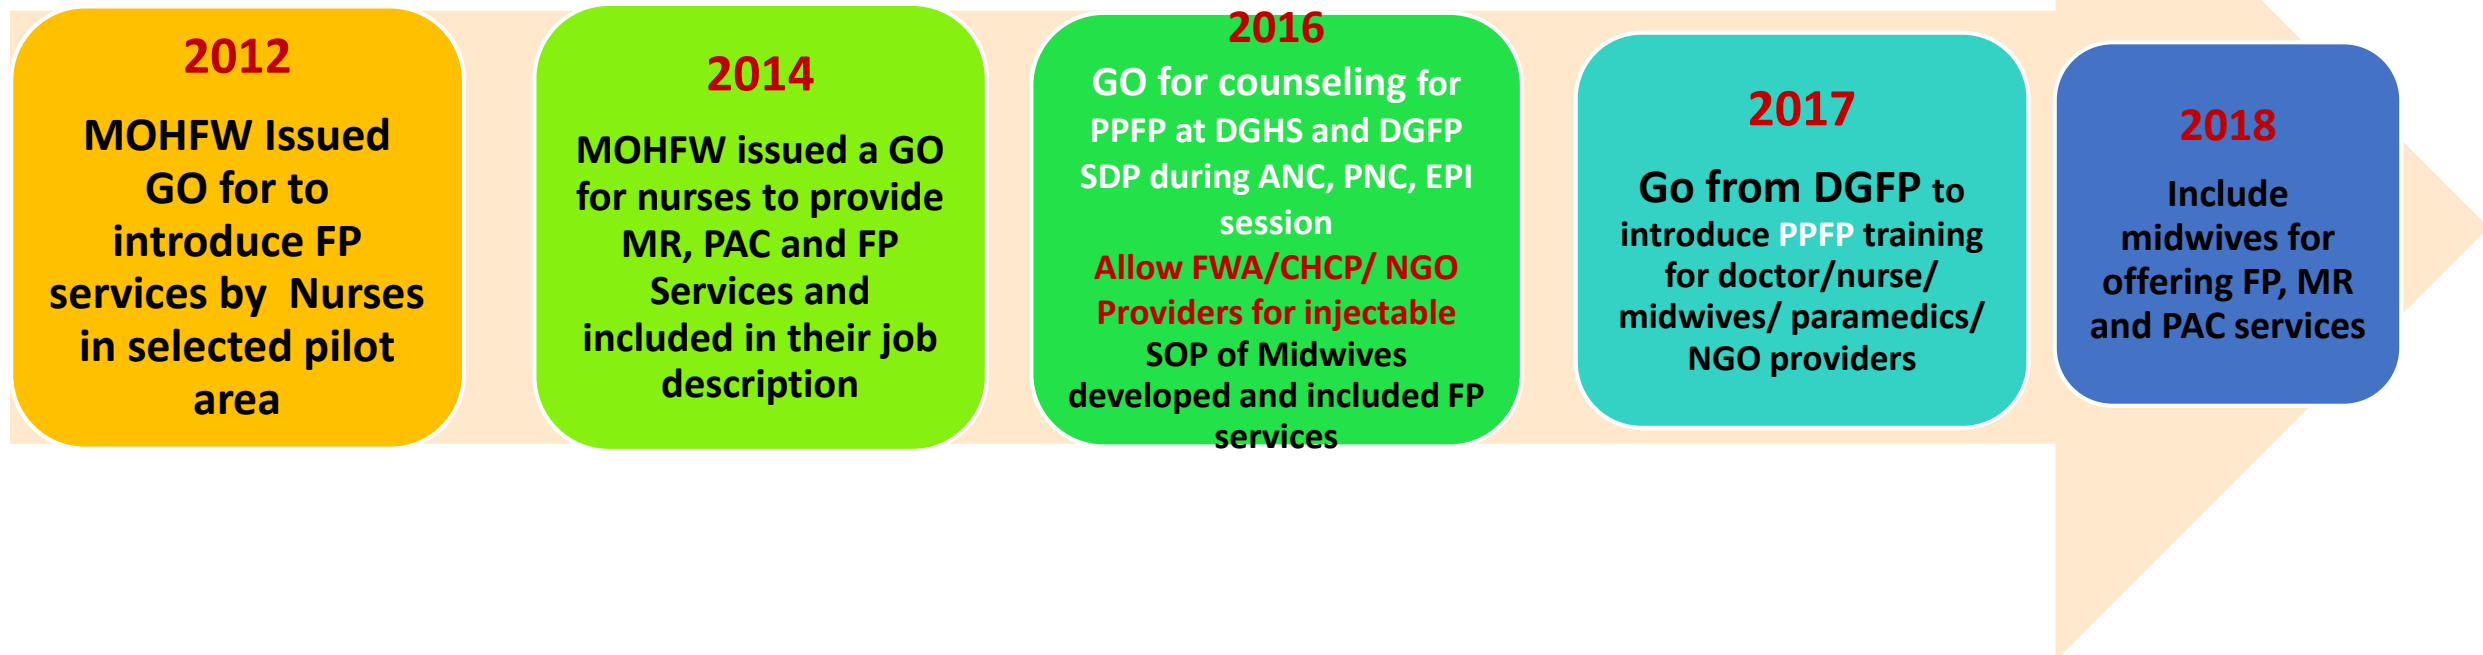 2012
MOHFW Issued
GO for to
introduce FP
services by Nurses
in selected pilot
area
2014
MOHFW issued a GO
for nurses to provide
MR, PAC and FP
Services and
included in their job
description
2016
GO for counseling for
PPFP at DGHS and DGFP
SDP during ANC, PNC, EPI
session
Allow FWA/CHCP/ NGO
Providers for injectable
SOP of Midwives
developed and included FP
services
2017
Go from DGFP to
introduce PPFP training
for doctor/nurse/
midwives/ paramedics/
NGO providers
2018
Include
midwives for
offering FP, MR
and PAC services